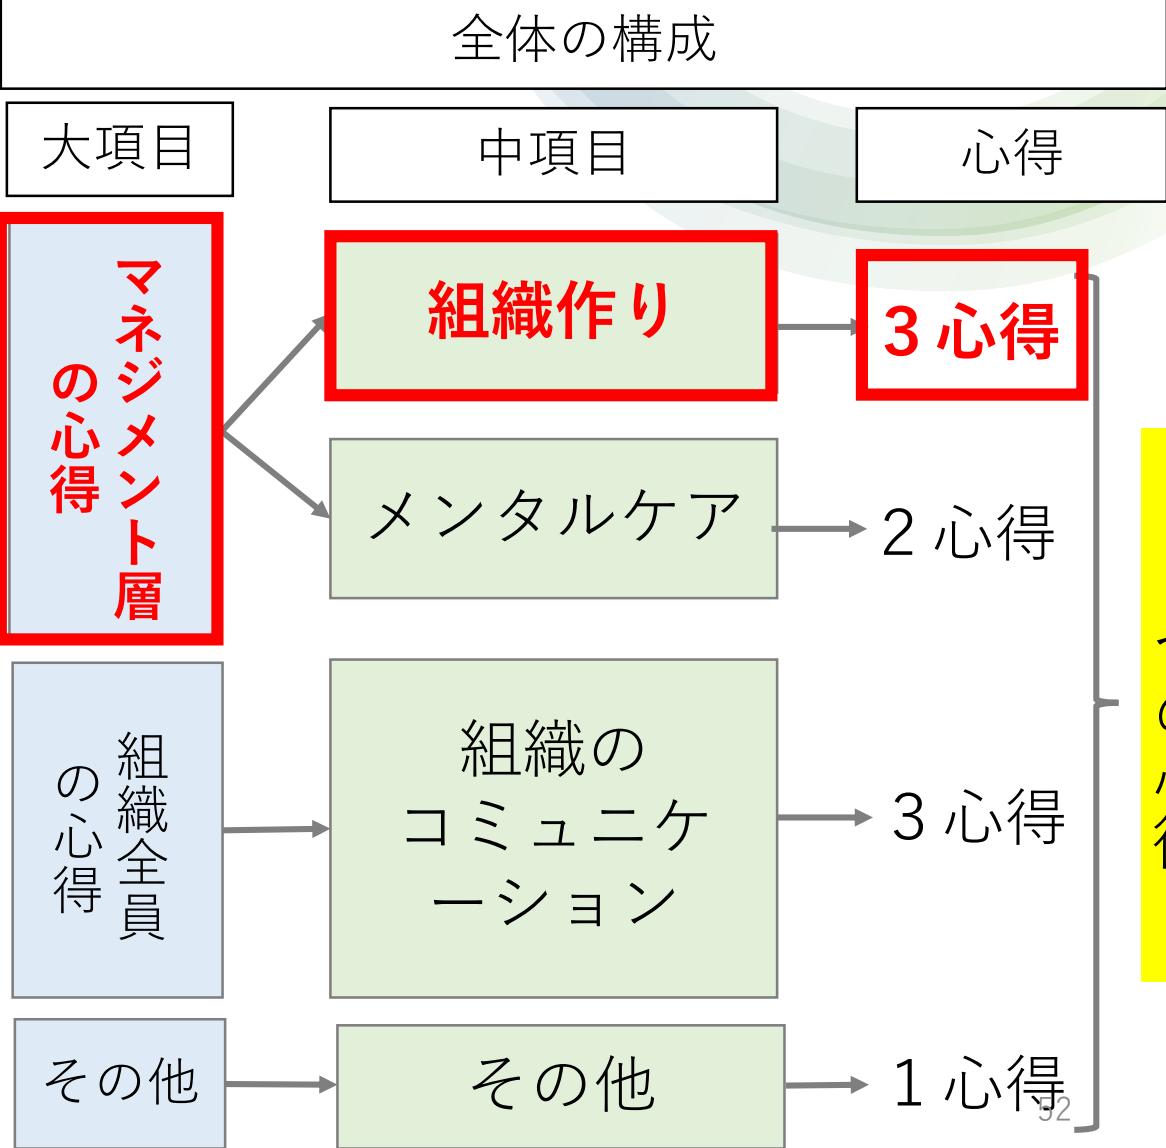 全体の構成
大項目
中項目
心得
マネジメント層
の心得
組織作り
3 心得
メンタルケア
2 心得
組織全員
の心得
組織の
コミュニケ
ーション
3 心得
その他
その他
1 心得
52